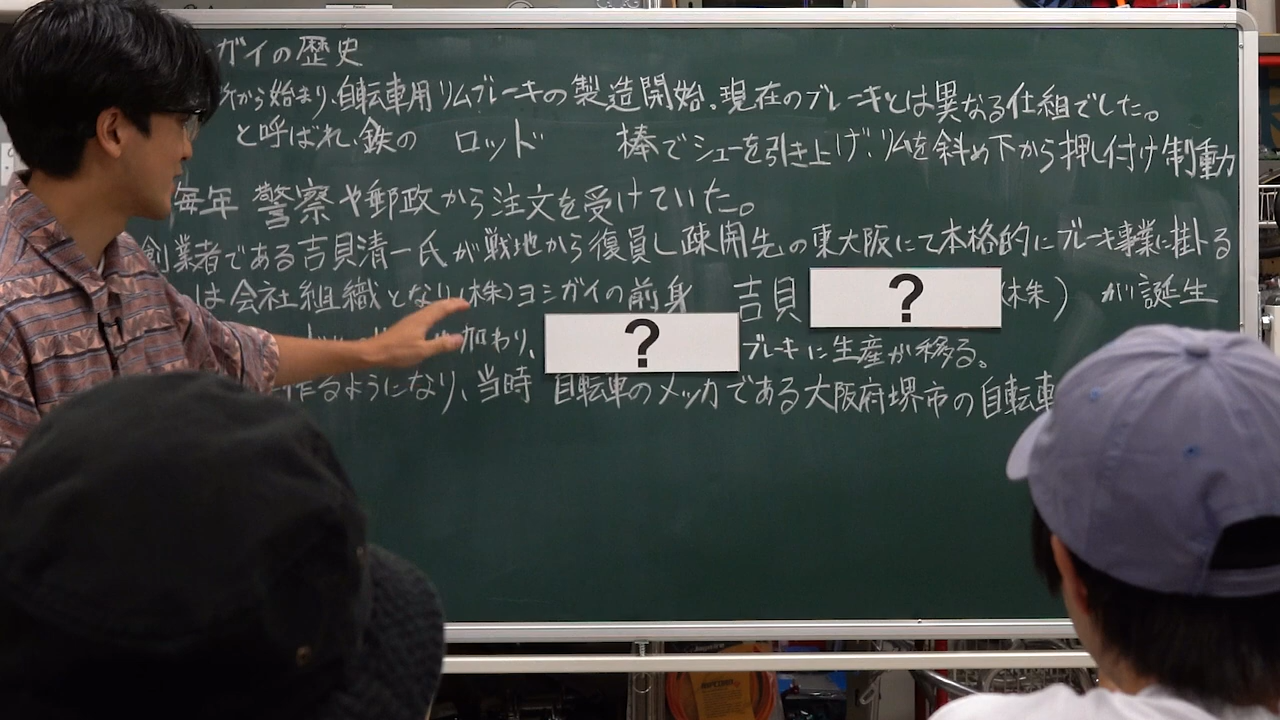 ガイの歴史
から始まり、自転車用リムブレーキの製造開始。現在のブレーキとは異なる仕組でした。
と呼ばれ、鉄の ロッド 棒でシューを引き上げ、リムを斜め下から押し付け制動
毎年 警察や郵政から注文を受けていた。
創業者である吉貝清一氏が戦地から復員し疎開先の東大阪にて本格的にブレーキ事業に掛る
は会社組織となり(株)ヨシガイの前身 吉貝 ? (株) が誕生
加わり、 ? ブレーキに生産が移る。
作るようになり、当時 自転車のメッカである大阪府堺市の自転車